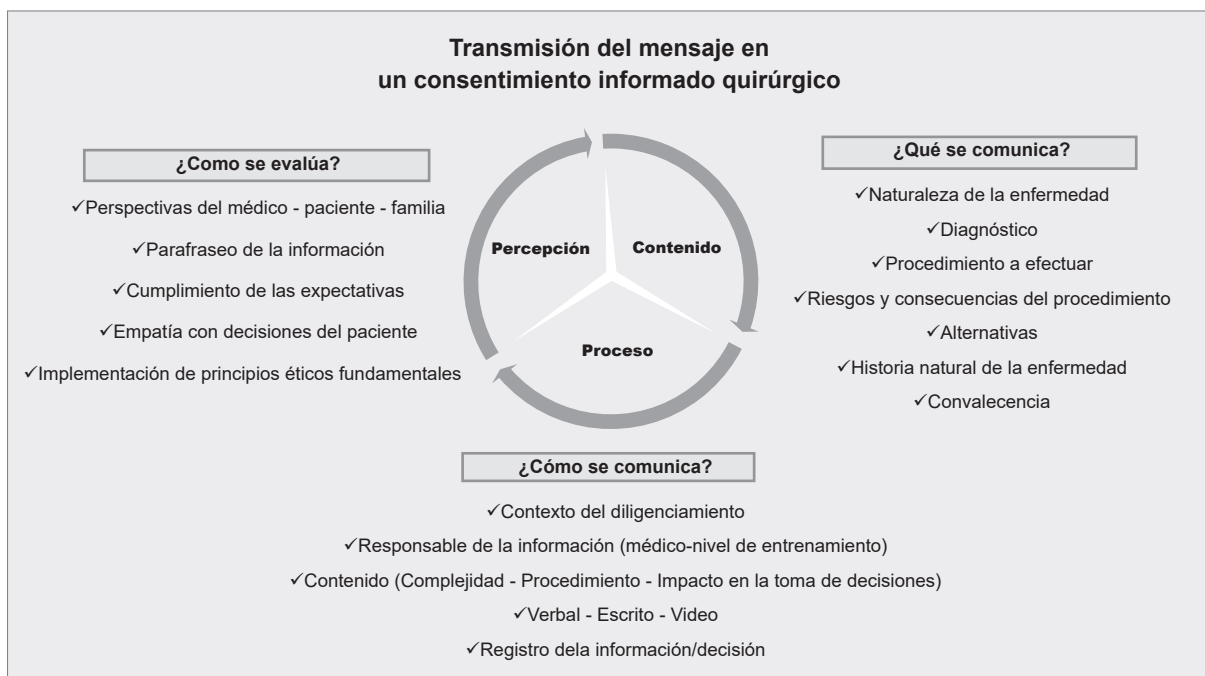 Transmisión del mensaje en
un consentimiento informado quirúrgico
¿Como se evalúa?
✓Perspectivas del médico - paciente - familia
✓Parafraseo de la información
✓Cumplimiento de las expectativas
✓Empatía con decisiones del paciente
✓Implementación de principios éticos fundamentales
Percepción
Contenido
Proceso
¿Qué se comunica?
✓Naturaleza de la enfermedad
✓Diagnóstico
✓Procedimiento a efectuar
✓Riesgos y consecuencias del procedimiento
✓Alternativas
✓Historia natural de la enfermedad
✓Convalecencia
¿Cómo se comunica?
✓Contexto del diligenciamiento
✓Responsable de la información (médico-nivel de entrenamiento)
✓Contenido (Complejidad - Procedimiento - Impacto en la toma de decisiones)
✓Verbal - Escrito - Video
✓Registro dela información/decisión